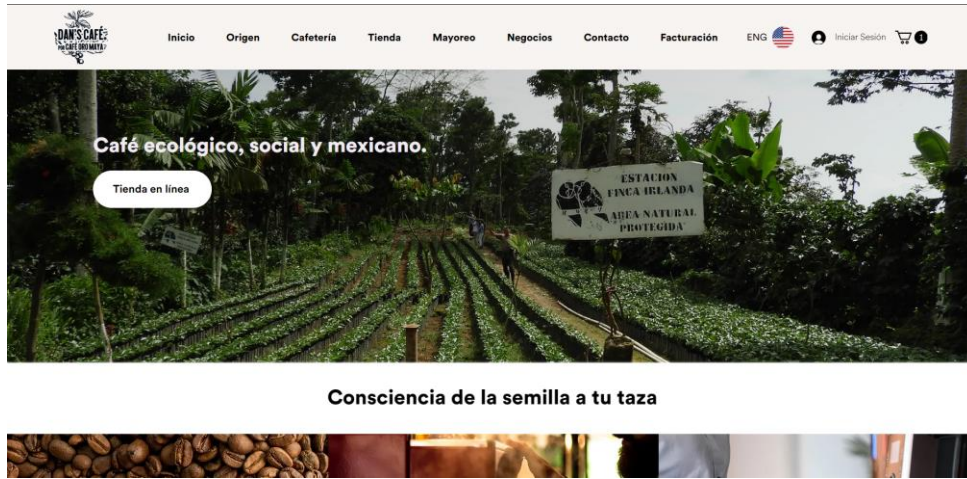 DAN'S CAFÉ
POR CAFÉ ORO MAYA
Inicio
Origen
Cafetería
Tienda
Mayoreo
Negocios
Contacto
Facturación
ENG
Iniciar Sesión
1
Café ecológico, social y mexicano.
Tienda en línea
ESTACION
FINCA IRLANDA
AREA NATURAL
PROTEGIDA
Consciencia de la semilla a tu taza